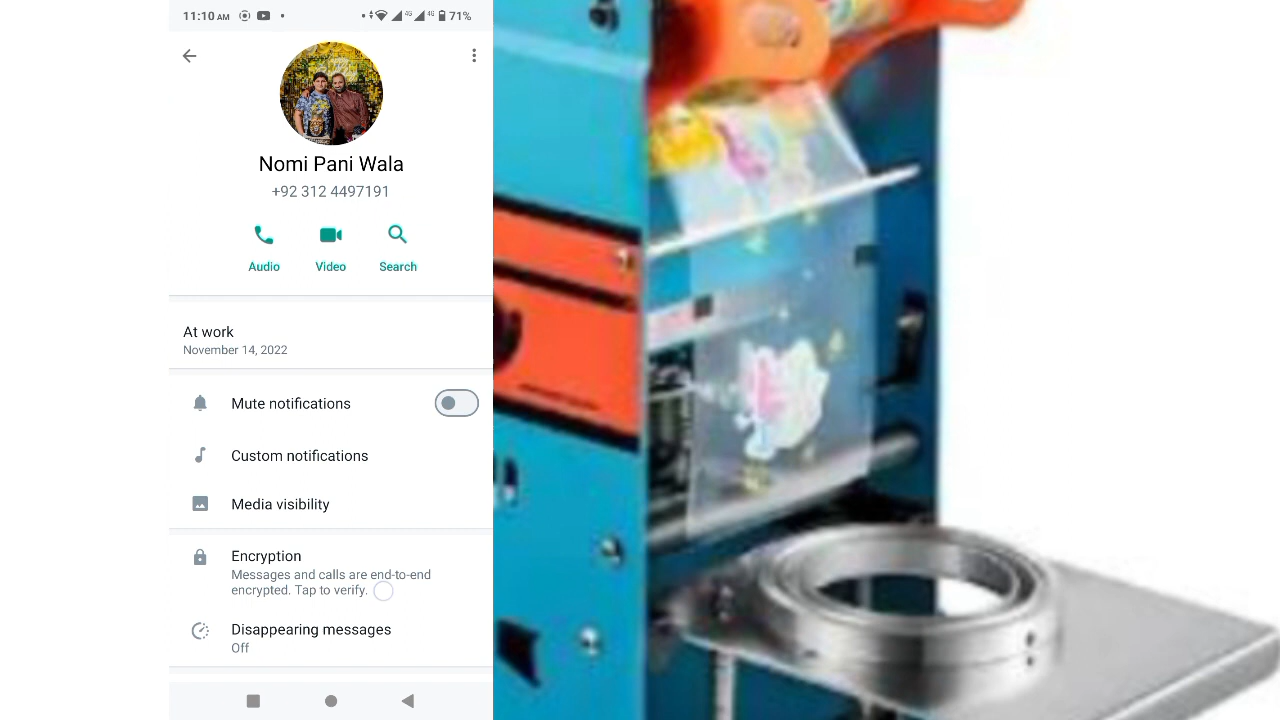 11:10 AM
4G 4G 71%
Nomi Pani Wala
+92 312 4497191
Audio Video Search
At work
November 14, 2022
Mute notifications
Custom notifications
Media visibility
Encryption
Messages and calls are end-to-end
encrypted. Tap to verify.
Disappearing messages
Off